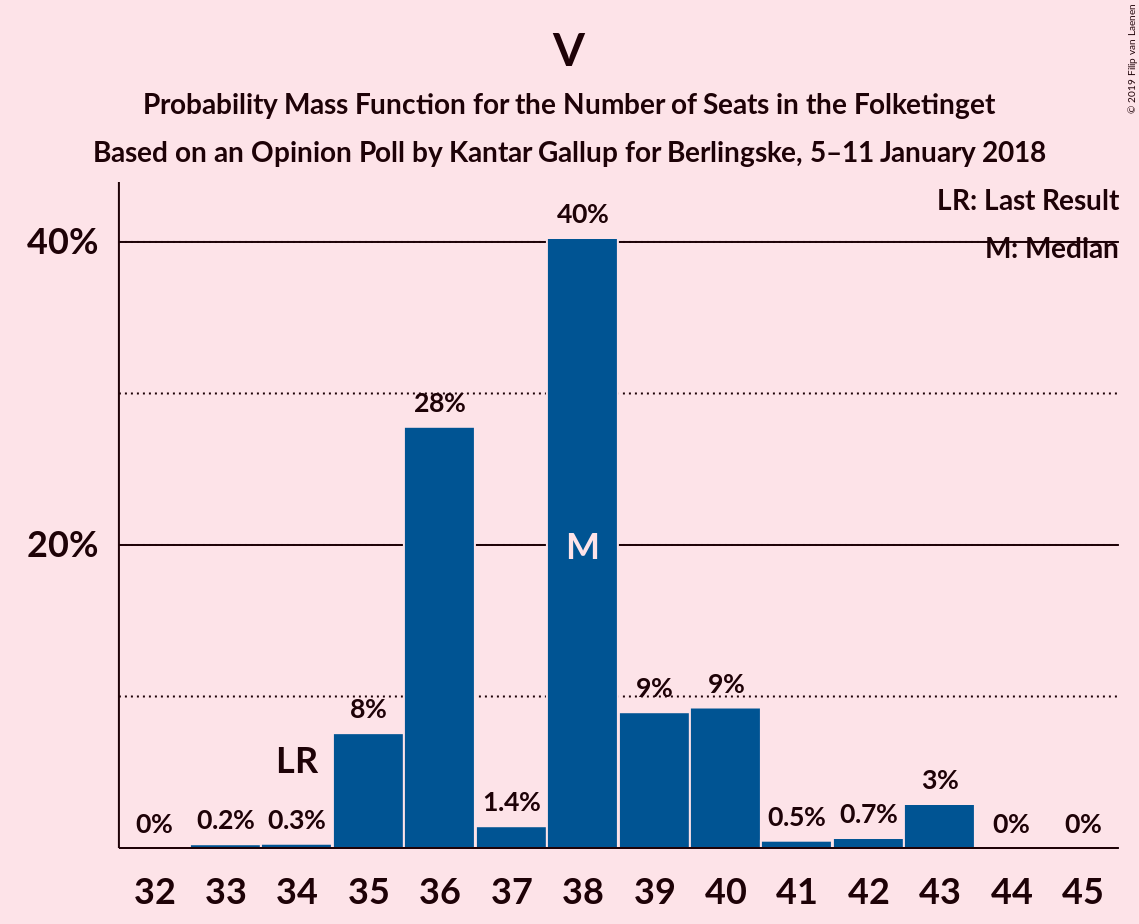 V
Probability Mass Function for the Number of Seats in the Folketinget
Based on an Opinion Poll by Kantar Gallup for Berlingske, 5–11 January 2018
© 2019 Filip van Laenen
LR: Last Result
M: Median
40%
20%
0% 0.2% 0.3% 8% 28% 1.4% 40% 9% 9% 0.5% 0.7% 3% 0% 0%
LR
M
32 33 34 35 36 37 38 39 40 41 42 43 44 45